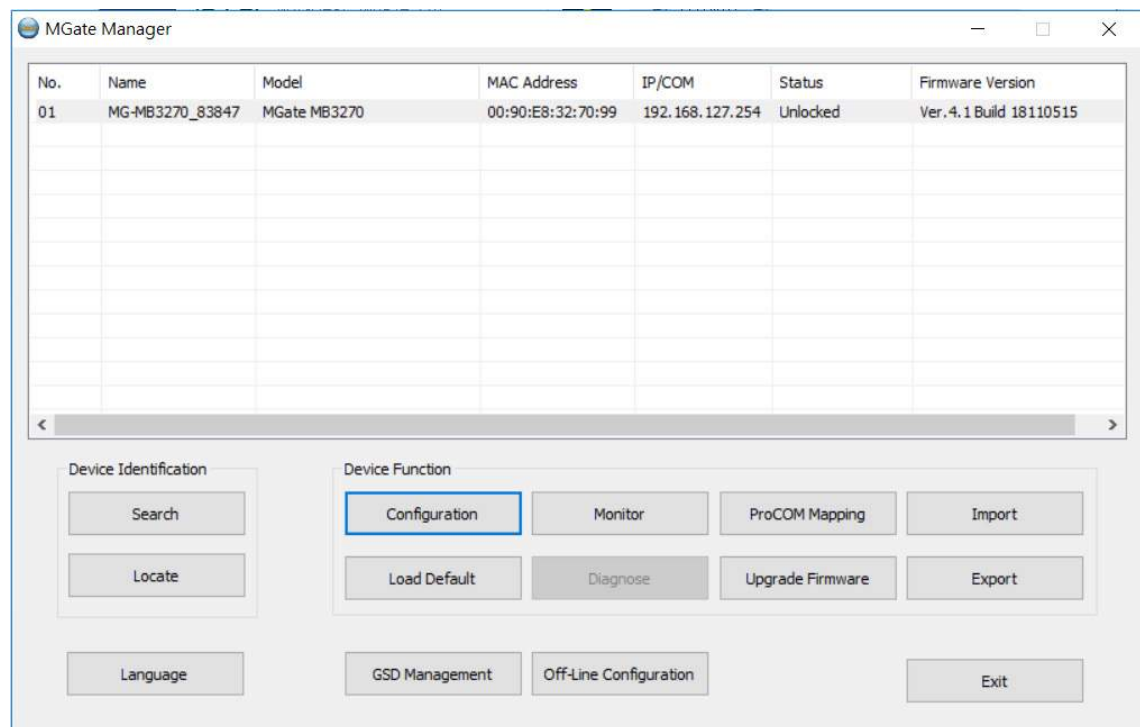 MGate Manager
No. Name Model MAC Address IP/COM Status Firmware Version
01 MG-MB3270_83847 MGate MB3270 00:90:E8:32:70:99 192.168.127.254 Unlocked Ver.4.1 Build 18110515
Device Identification Device Function
Search Configuration Monitor ProCOM Mapping Import
Locate Load Default Diagnose Upgrade Firmware Export
Language GSD Management Off-Line Configuration Exit